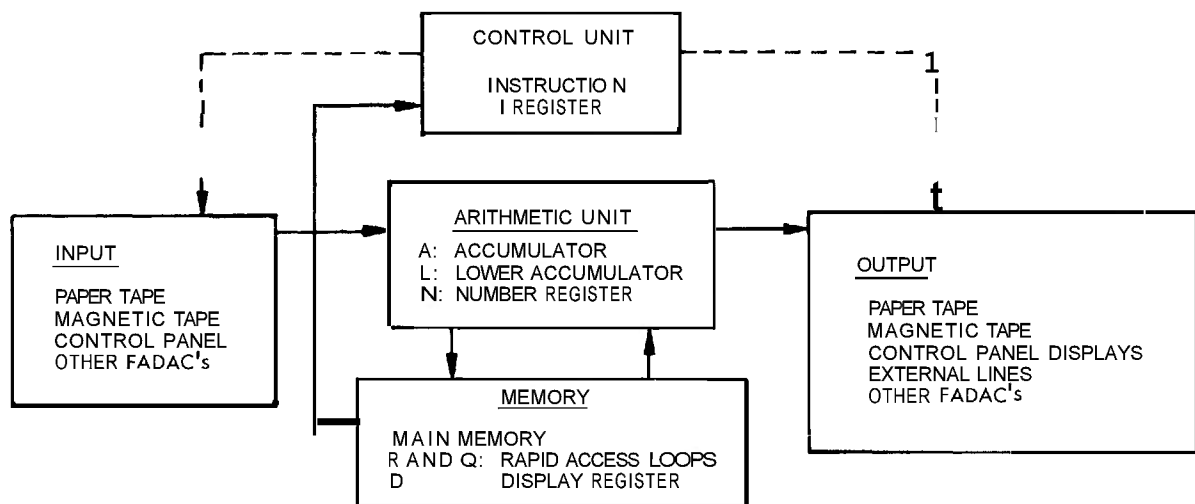 CONTROL UNIT
INSTRUCTION
I REGISTER
INPUT
PAPER TAPE
MAGNETIC TAPE
CONTROL PANEL
OTHER FADAC's
ARITHMETIC UNIT
A: ACCUMULATOR
L: LOWER ACCUMULATOR
N: NUMBER REGISTER
MEMORY
MAIN MEMORY
R AND Q: RAPID ACCESS LOOPS
D DISPLAY REGISTER
OUTPUT
PAPER TAPE
MAGNETIC TAPE
CONTROL PANEL DISPLAYS
EXTERNAL LINES
OTHER FADAC's